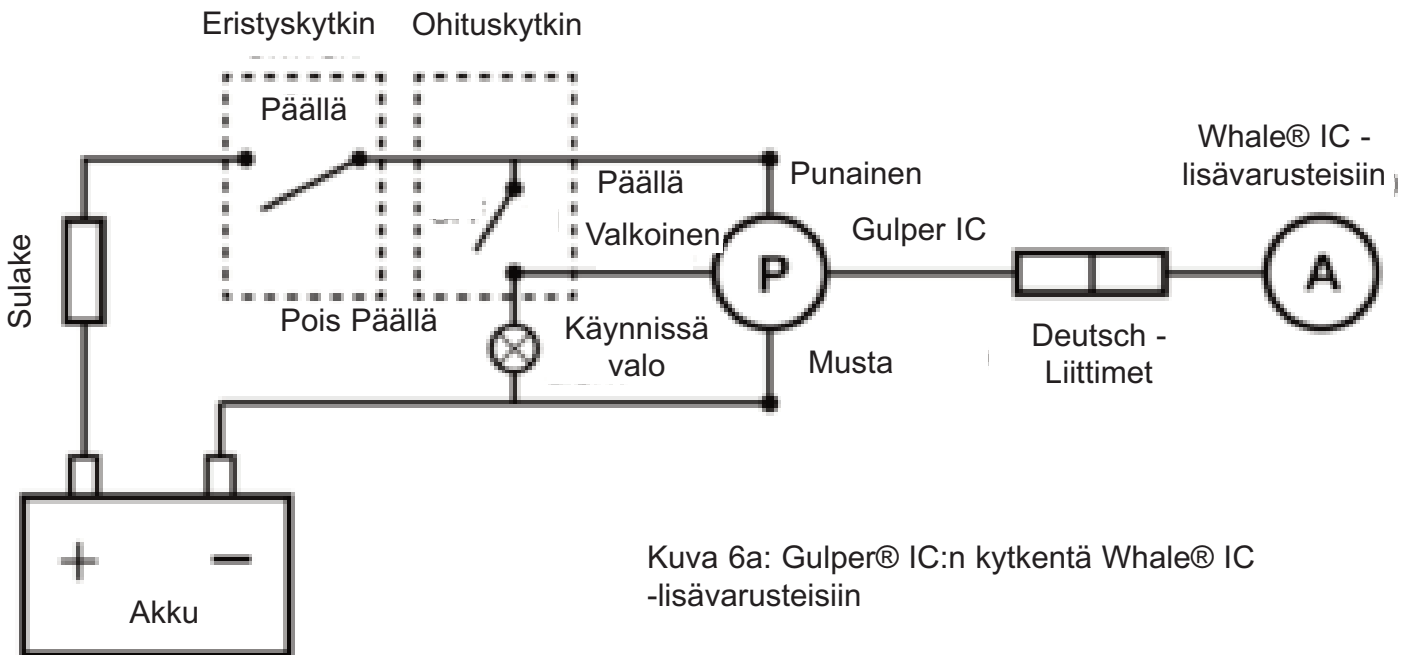 Eristyskytkin
Ohituskytkin
Päällä
Whale® IC -
lisävarusteisiin
Päällä
Punainen
Valkoinen
Gulper IC
P
A
Sulake
Pois Päällä
Käynnissä
valo
Musta
Deutsch -
Liittimet
+
−
Akku
Kuva 6a: Gulper® IC:n kytkentä Whale® IC
-lisävarusteisiin